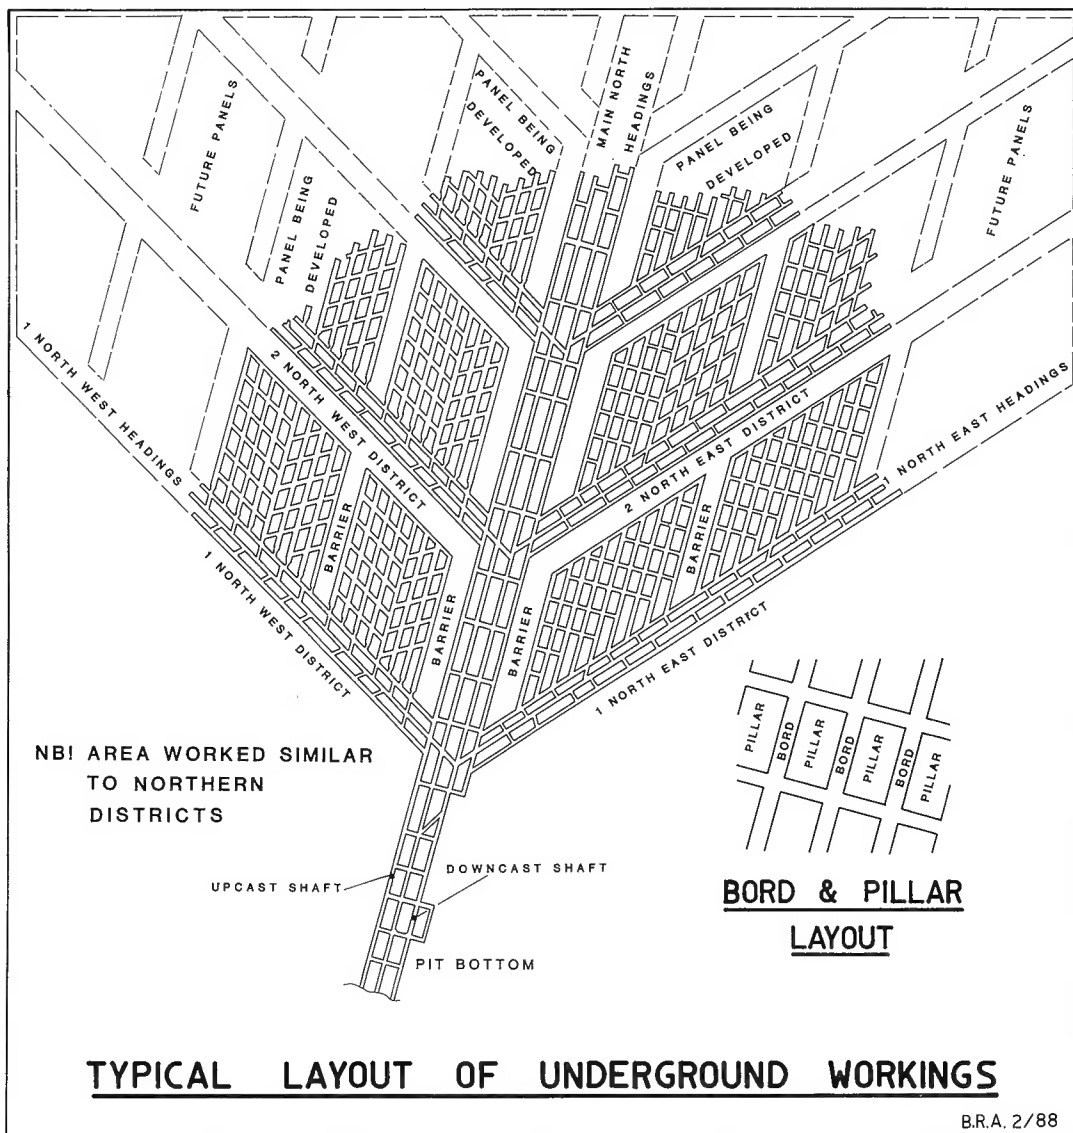 MAIN NORTH
HEADINGS
PANEL BEING
DEVELOPED
PANEL BEING
DEVELOPED
FUTURE PANELS
PANEL BEING
DEVELOPED
FUTURE PANELS
1 NORTH WEST HEADINGS
2 NORTH WEST DISTRICT
2 NORTH EAST DISTRICT
1 NORTH EAST HEADINGS
BARRIER
BARRIER
BARRIER
BARRIER
1 NORTH WEST DISTRICT
1 NORTH EAST DISTRICT
NB! AREA WORKED SIMILAR
TO NORTHERN
DISTRICTS
PILLAR
BORD
PILLAR
BORD
PILLAR
BORD
PILLAR
BORD & PILLAR
LAYOUT
UPCAST SHAFT
DOWNCAST SHAFT
PIT BOTTOM
TYPICAL LAYOUT OF UNDERGROUND WORKINGS
B.R.A. 2/88